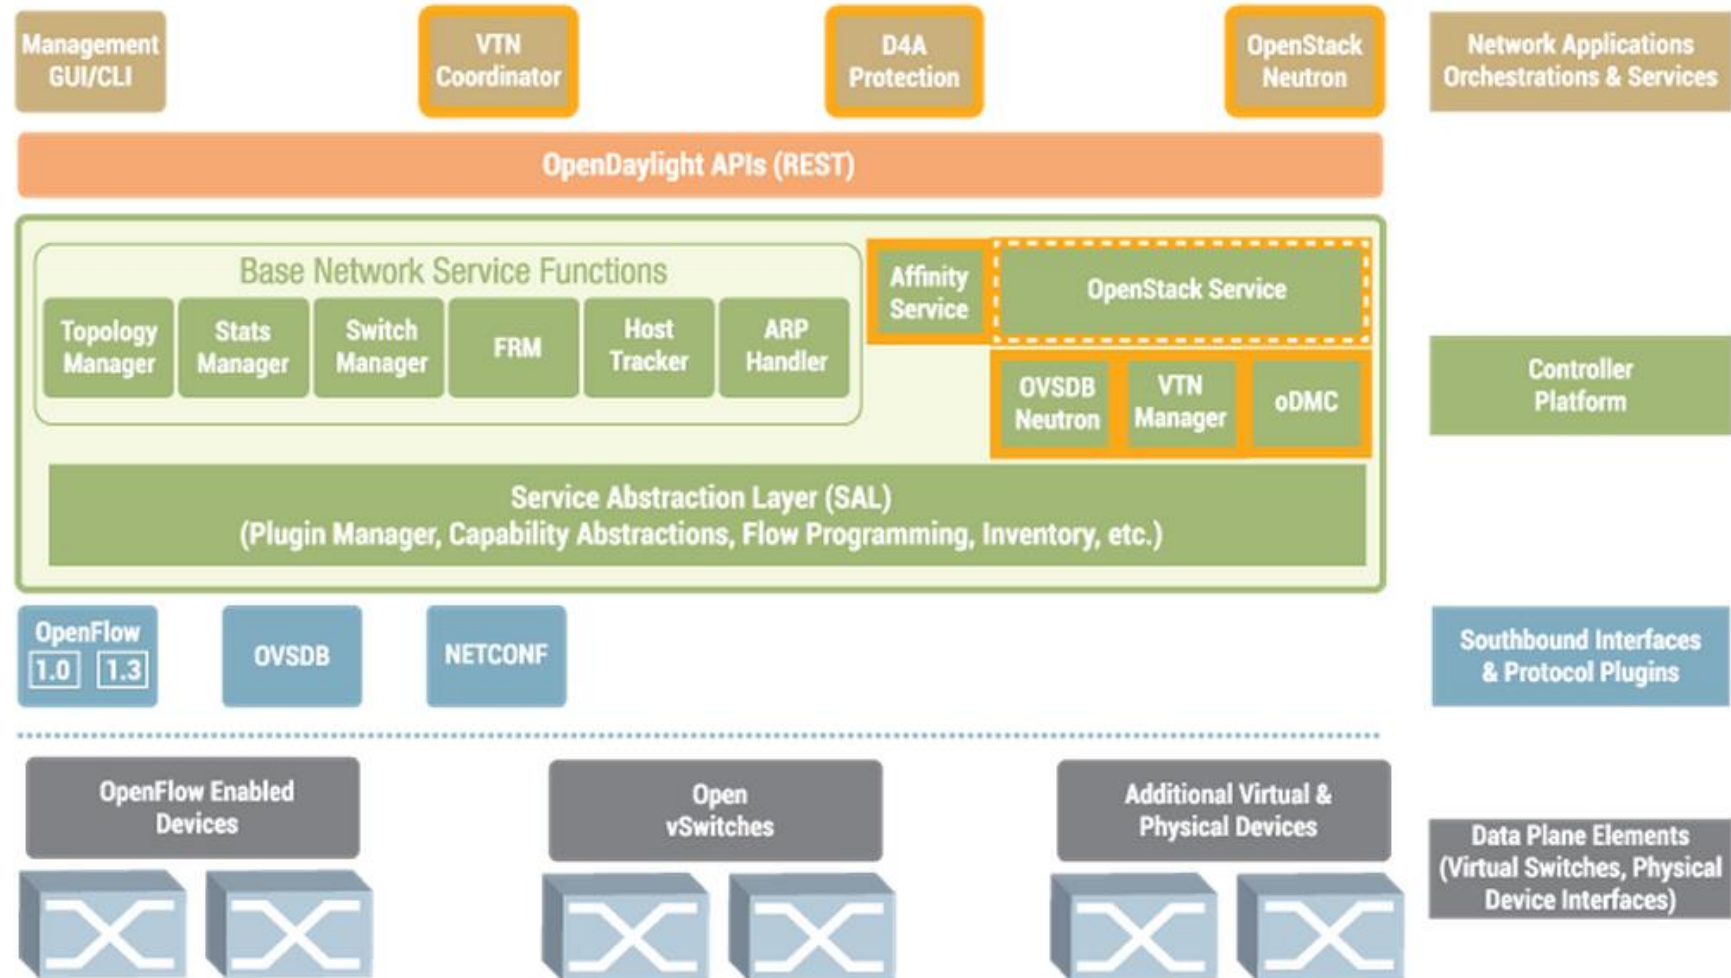 Management
GUI/CLI
VTN
Coordinator
D4A
Protection
OpenStack
Neutron
Network Applications
Orchestrations & Services
OpenDaylight APIs (REST)
Base Network Service Functions
Topology
Manager
Stats
Manager
Switch
Manager
FRM
Host
Tracker
ARP
Handler
Affinity
Service
OpenStack Service
OVSDB
Neutron
VTN
Manager
oDMC
Controller
Platform
Service Abstraction Layer (SAL)
(Plugin Manager, Capability Abstractions, Flow Programming, Inventory, etc.)
OpenFlow
1.0 1.3
OVSDB
NETCONF
Southbound Interfaces
& Protocol Plugins
OpenFlow Enabled
Devices
Open
vSwitches
Additional Virtual &
Physical Devices
Data Plane Elements
(Virtual Switches, Physical
Device Interfaces)